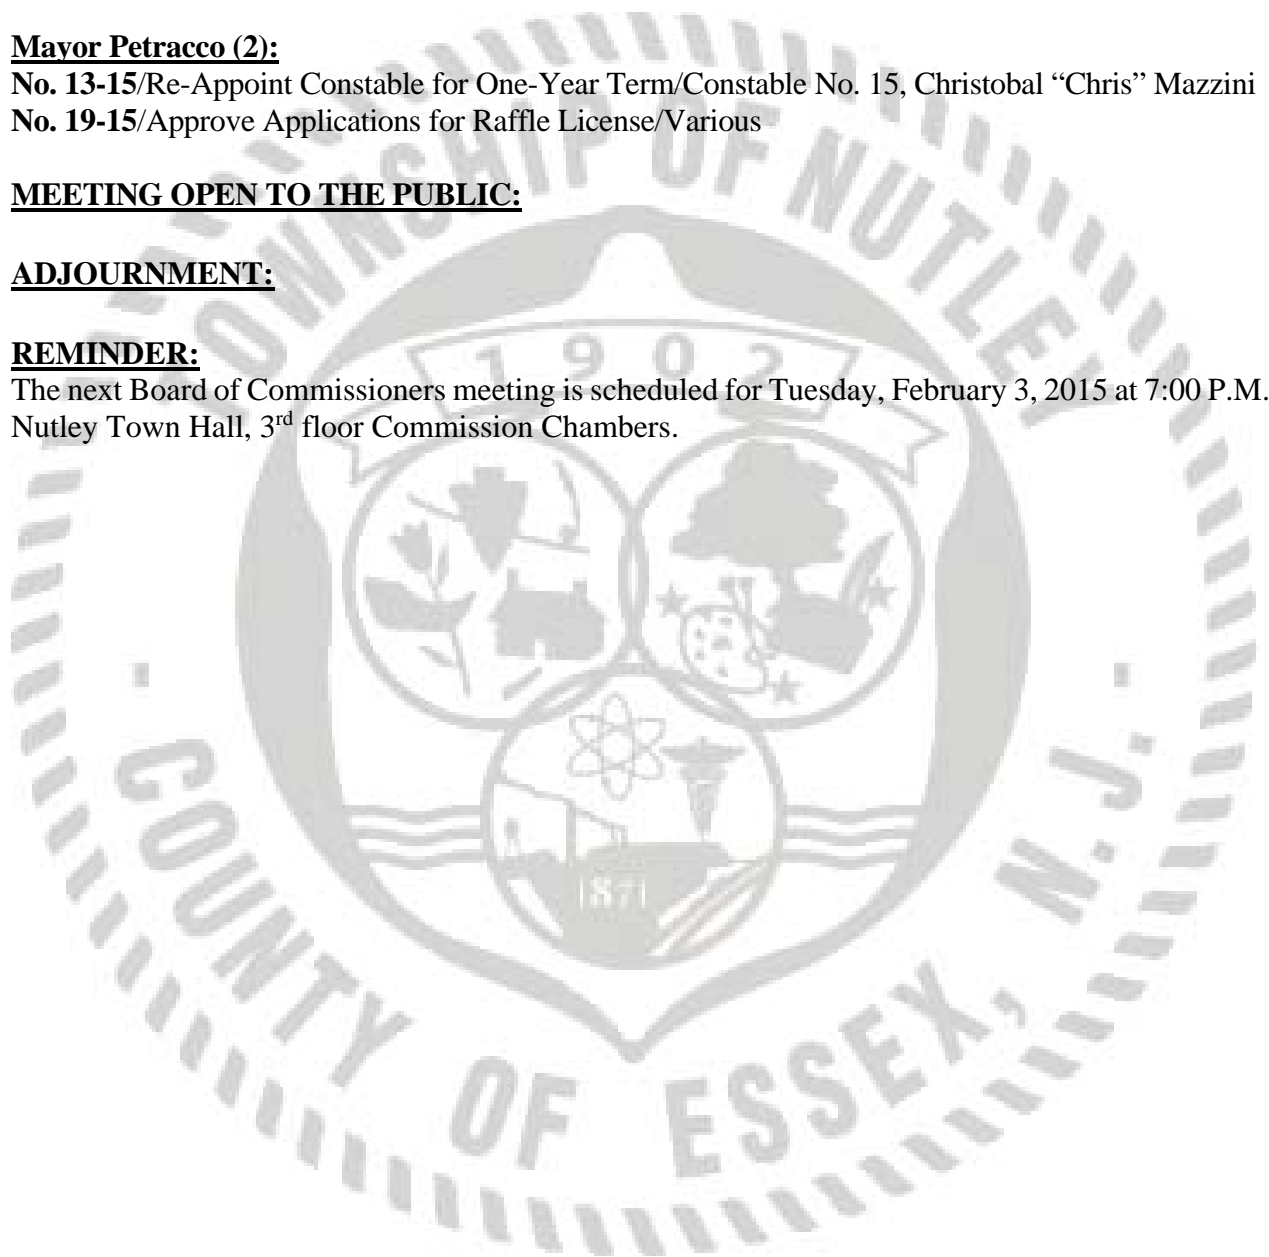 Mayor Petracco (2):
No. 13-15/Re-Appoint Constable for One-Year Term/Constable No. 15, Christobal “Chris” Mazzini
No. 19-15/Approve Applications for Raffle License/Various
MEETING OPEN TO THE PUBLIC:
ADJOURNMENT:
REMINDER:
The next Board of Commissioners meeting is scheduled for Tuesday, February 3, 2015 at 7:00 P.M.
Nutley Town Hall, 3rd floor Commission Chambers.
TOWNSHIP OF NUTLEY
1902
1871
- COUNTY OF ESSEX, N.J. -